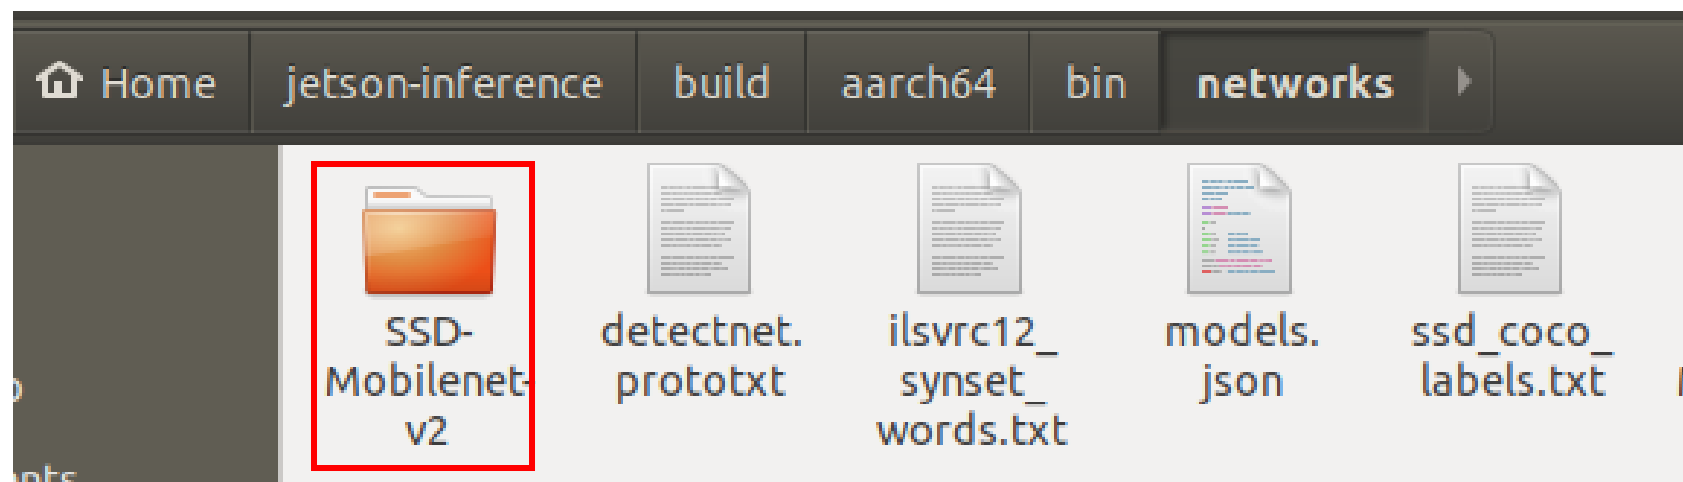 Home jetson-inference build aarch64 bin networks
SSD-
Mobilenet-
v2
detectnet.
prototxt
ilsvrc12_
synset_
words.txt
models.
json
ssd_coco_
labels.txt